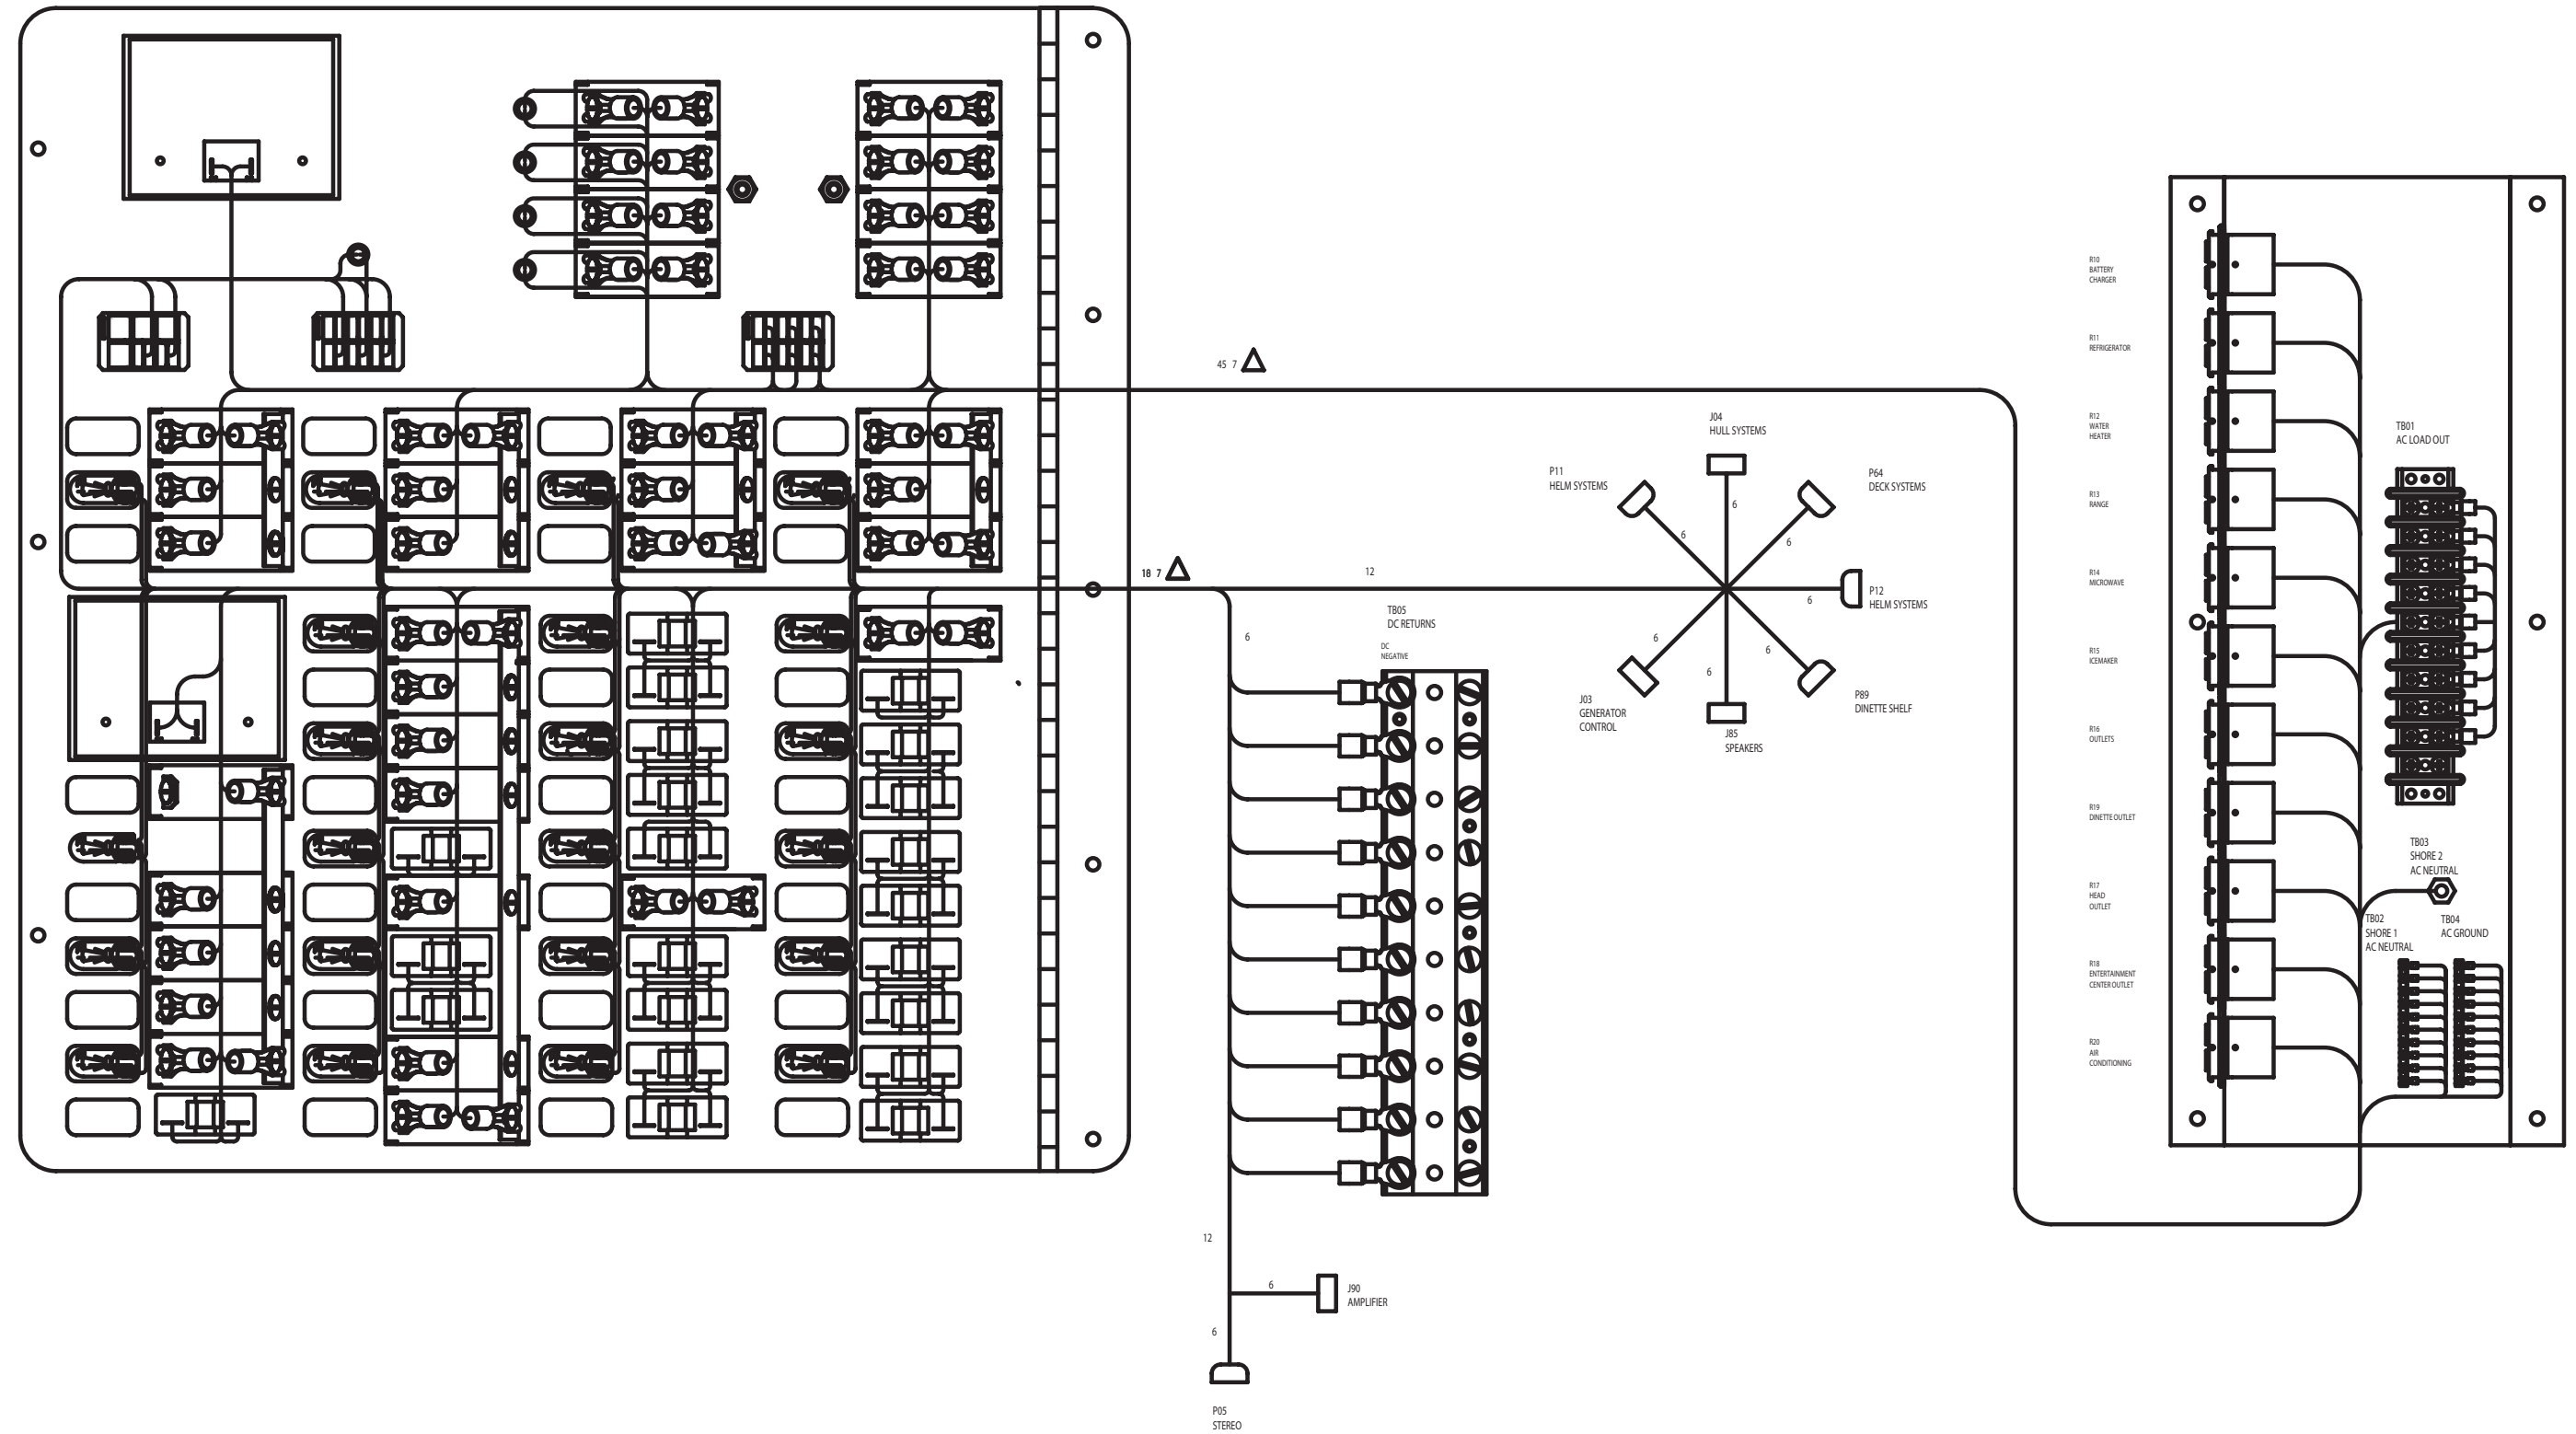 45 7
18 7
12
J04
HULL SYSTEMS
P11
HELM SYSTEMS
P64
DECK SYSTEMS
6
6
6
P12
HELM SYSTEMS
6
6
6
6
J03
GENERATOR
CONTROL
J85
SPEAKERS
P89
DINETTE SHELF
TB05
DC RETURNS
DC
NEGATIVE
6
12
6
J90
AMPLIFIER
6
P05
STEREO
R10
BATTERY
CHARGER
R11
REFRIGERATOR
R12
WATER
HEATER
R13
RANGE
R14
MICROWAVE
R15
ICEMAKER
R16
OUTLETS
R19
DINETTE OUTLET
R17
HEAD
OUTLET
R18
ENTERTAINMENT
CENTER OUTLET
R20
AIR
CONDITIONING
TB01
AC LOAD OUT
TB03
SHORE 2
AC NEUTRAL
TB02
SHORE 1
AC NEUTRAL
TB04
AC GROUND